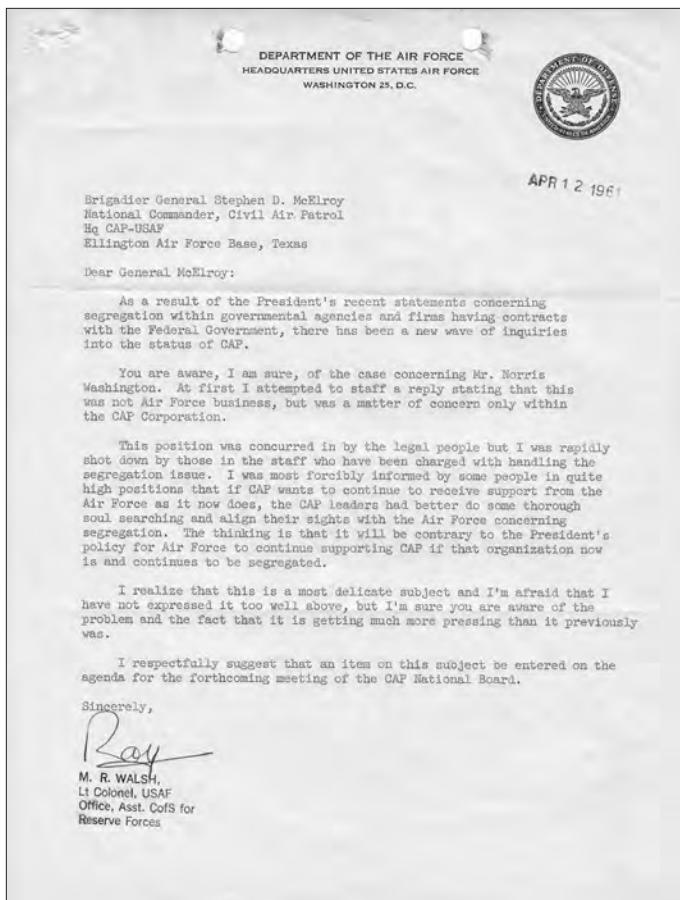 DEPARTMENT OF THE AIR FORCE
HEADQUARTERS UNITED STATES AIR FORCE
WASHINGTON 25, D.C.
DEPARTMENT OF DEFENSE
UNITED STATES OF AMERICA
APR 12 1961
Brigadier General Stephen D. McElroy
National Commander, Civil Air Patrol
Hq CAP-USAF
Ellington Air Force Base, Texas
Dear General McElroy:
As a result of the President's recent statements concerning
segregation within governmental agencies and firms having contracts
with the Federal Government, there has been a new wave of inquiries
into the status of CAP.
You are aware, I am sure, of the case concerning Mr. Norris
Washington. At first I attempted to staff a reply stating that this
was not Air Force business, but was a matter of concern only within
the CAP Corporation.
This position was concurred in by the legal people but I was rapidly
shot down by those in the staff who have been charged with handling the
segregation issue. I was most forcibly informed by some people in quite
high positions that if CAP wants to continue to receive support from the
Air Force as it now does, the CAP leaders had better do some thorough
soul searching and align their sights with the Air Force concerning
segregation. The thinking is that it will be contrary to the President's
policy for Air Force to continue supporting CAP if that organization now
is and continues to be segregated.
I realize that this is a most delicate subject and I'm afraid that I
have not expressed it too well above, but I'm sure you are aware of the
problem and the fact that it is getting much more pressing than it previously
was.
I respectfully suggest that an item on this subject be entered on the
agenda for the forthcoming meeting of the CAP National Board.
Sincerely,
Ray
M. R. WALSH,
Lt Colonel, USAF
Office, Asst. CofS for
Reserve Forces